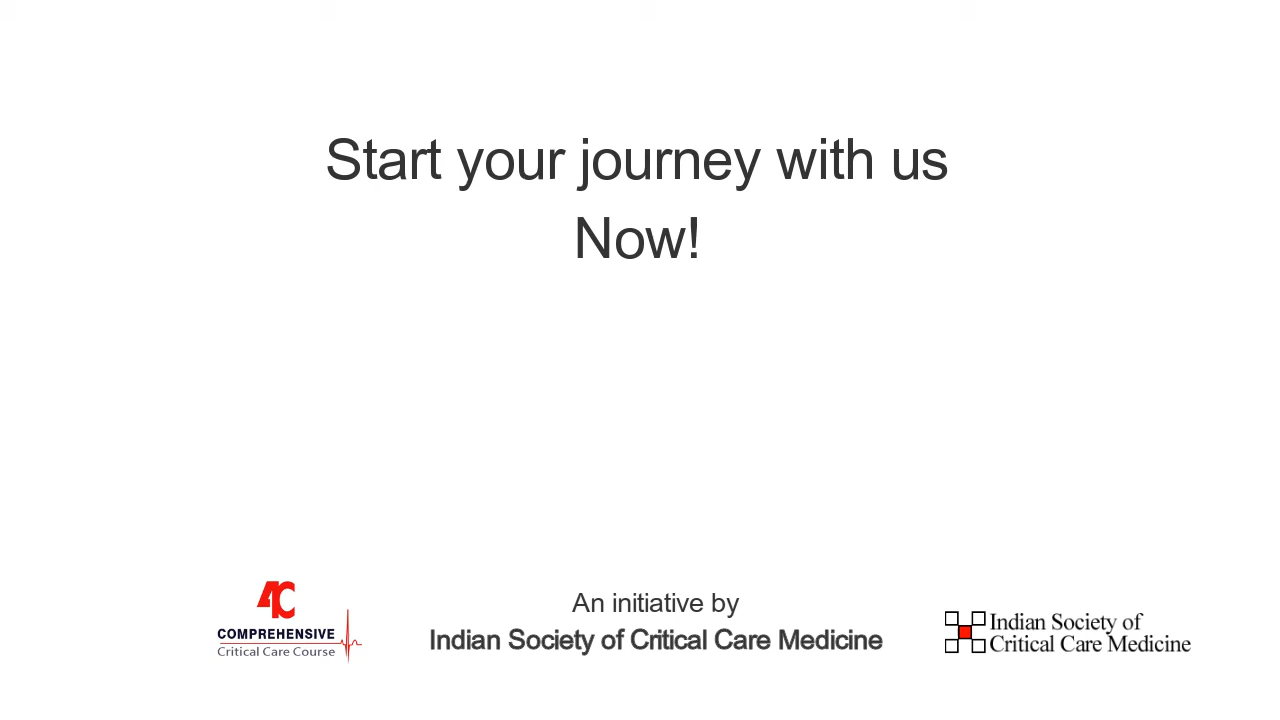 Start your journey with us
Now!
4C
COMPREHENSIVE
Critical Care Course
An initiative by
Indian Society of Critical Care Medicine
Indian Society of
Critical Care Medicine